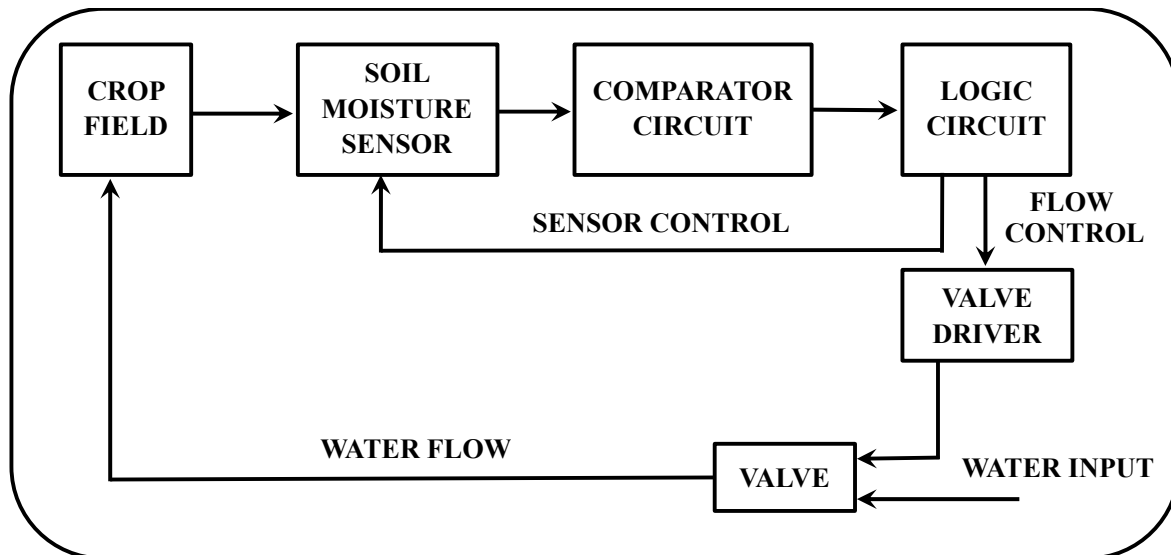 CROP
FIELD
SOIL
MOISTURE
SENSOR
COMPARATOR
CIRCUIT
LOGIC
CIRCUIT
SENSOR CONTROL
FLOW
CONTROL
VALVE
DRIVER
WATER FLOW
VALVE
WATER INPUT